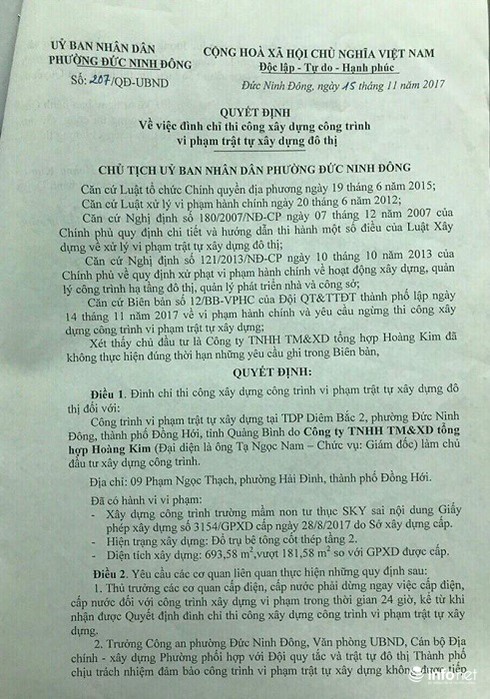 UỶ BAN NHÂN DÂN
PHƯỜNG ĐỨC NINH ĐÔNG
Số: 207/QĐ-UBND
CỘNG HOÀ XÃ HỘI CHỦ NGHĨA VIỆT NAM
Độc lập - Tự do - Hạnh phúc
Đức Ninh Đông, ngày 15 tháng 11 năm 2017
QUYẾT ĐỊNH
Về việc đình chỉ thi công xây dựng công trình
vi phạm trật tự xây dựng đô thị
CHỦ TỊCH UỶ BAN NHÂN DÂN PHƯỜNG ĐỨC NINH ĐÔNG
Căn cứ Luật tổ chức Chính quyền địa phương ngày 19 tháng 6 năm 2015;
Căn cứ Luật xử lý vi phạm hành chính ngày 20 tháng 6 năm 2012;
Căn cứ Nghị định số 180/2007/NĐ-CP ngày 07 tháng 12 năm 2007 của
Chính phủ quy định chi tiết và hướng dẫn thi hành một số điều của Luật Xây
dựng về xử lý vi phạm trật tự xây dựng đô thị;
Căn cứ Nghị định số 121/2013/NĐ-CP ngày 10 tháng 10 năm 2013 của
Chính phủ về quy định xử phạt vi phạm hành chính về hoạt động xây dựng, quản
lý công trình hạ tầng đô thị, quản lý phát triển nhà và công sở;
Căn cứ Biên bản số 12/BB-VPHC của Đội QT&TTĐT thành phố lập ngày
14 tháng 11 năm 2017 về vi phạm hành chính và yêu cầu ngừng thi công xây
dựng công trình vi phạm trật tự xây dựng;
Xét thấy chủ đầu tư là Công ty TNHH TM&XD tổng hợp Hoàng Kim đã
không thực hiện đúng thời hạn những yêu cầu ghi trong Biên bản,
QUYẾT ĐỊNH:
Điều 1. Đình chỉ thi công xây dựng công trình vi phạm trật tự xây dựng đô
thị đối với:
Công trình vi phạm trật tự xây dựng tại TDP Diêm Bắc 2, phường Đức Ninh
Đông, thành phố Đồng Hới, tỉnh Quảng Bình do Công ty TNHH TM&XD tổng
hợp Hoàng Kim (Đại diện là ông Tạ Ngọc Nam – Chức vụ: Giám đốc) làm chủ
đầu tư xây dựng công trình.
Địa chỉ: 09 Phạm Ngọc Thạch, phường Hải Đình, thành phố Đồng Hới.
Đã có hành vi vi phạm:
- Xây dựng công trình trường mầm non tư thục SKY sai nội dung Giấy
phép xây dựng số 3154/GPXD cấp ngày 28/8/2017 do Sở xây dựng cấp.
- Hiện trạng xây dựng: Đổ trụ bê tông cốt thép tầng 2.
- Diện tích xây dựng: 693,58 m²,vượt 181,58 m² so với GPXD được cấp.
Điều 2. Yêu cầu các cơ quan liên quan thực hiện những quy định sau:
1. Thủ trưởng các cơ quan cấp điện, cấp nước phải dừng ngay việc cấp điện,
cấp nước đối với công trình xây dựng vi phạm trong thời gian 24 giờ, kể từ khi
nhận được Quyết định đình chỉ thi công xây dựng công trình vi phạm trật tự xây
dựng.
2. Trưởng Công an phường Đức Ninh Đông, Văn phòng UBND, Cán bộ Địa
chính - xây dựng Phường phối hợp với Đội quy tắc và trật tự đô thị Thành phố
chịu trách nhiệm đảm bảo công trình vi phạm trật tự xây dựng không được tiếp
infonet